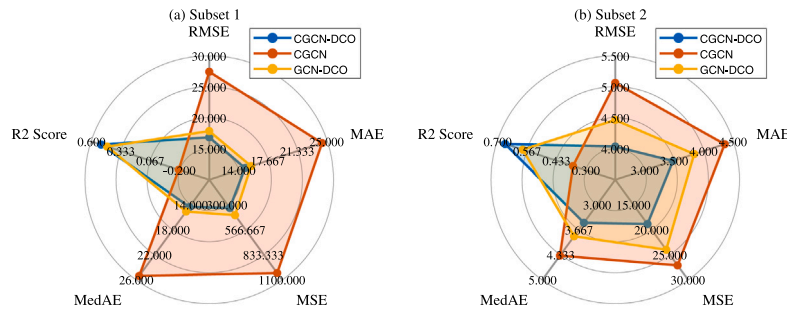 (a) Subset 1
RMSE
30.000
25.000
20.000
15.000
CGCN-DCO
CGCN
GCN-DCO
R2 Score
0.600
0.333
0.067
-0.200
MAE
25.000
21.333
17.667
14.000
14.000
18.000
22.000
26.000
MedAE
300.000
566.667
833.333
1100.000
MSE
(b) Subset 2
RMSE
5.500
5.000
4.500
4.000
CGCN-DCO
CGCN
GCN-DCO
R2 Score
0.700
0.567
0.433
0.300
MAE
4.500
4.000
3.500
3.000
3.000
3.667
4.333
5.000
MedAE
15.000
20.000
25.000
30.000
MSE